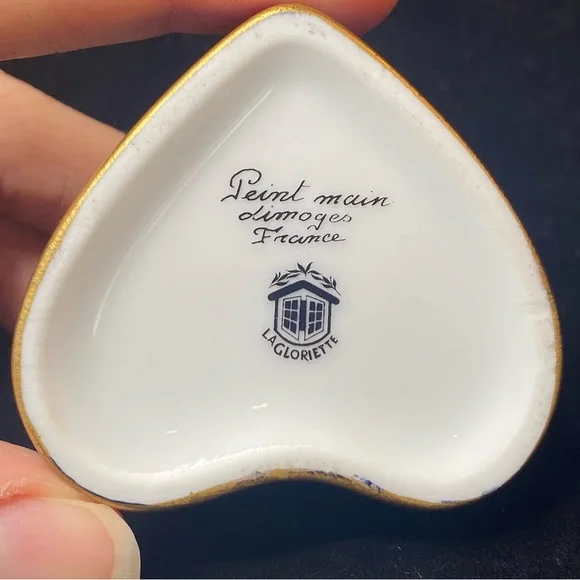 Peint main
Limoges
France
LAGLORIETTE